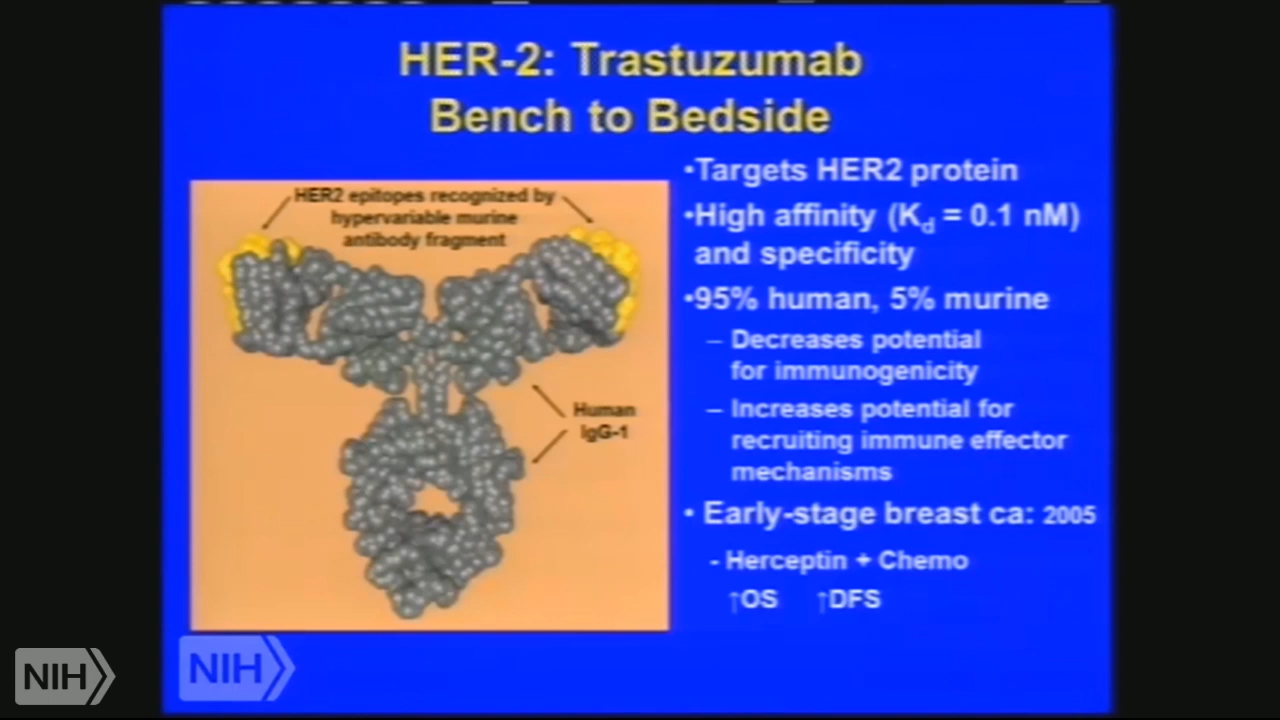 HER-2: Trastuzumab
Bench to Bedside
HER2 epitopes recognized by
hypervariable murine
antibody fragment
Human
IgG-1
•Targets HER2 protein
•High affinity (Kd = 0.1 nM)
and specificity
•95% human, 5% murine
– Decreases potential
for immunogenicity
– Increases potential for
recruiting immune effector
mechanisms
• Early-stage breast ca: 2005
- Herceptin + Chemo
↑OS ↑DFS
NIH
NIH